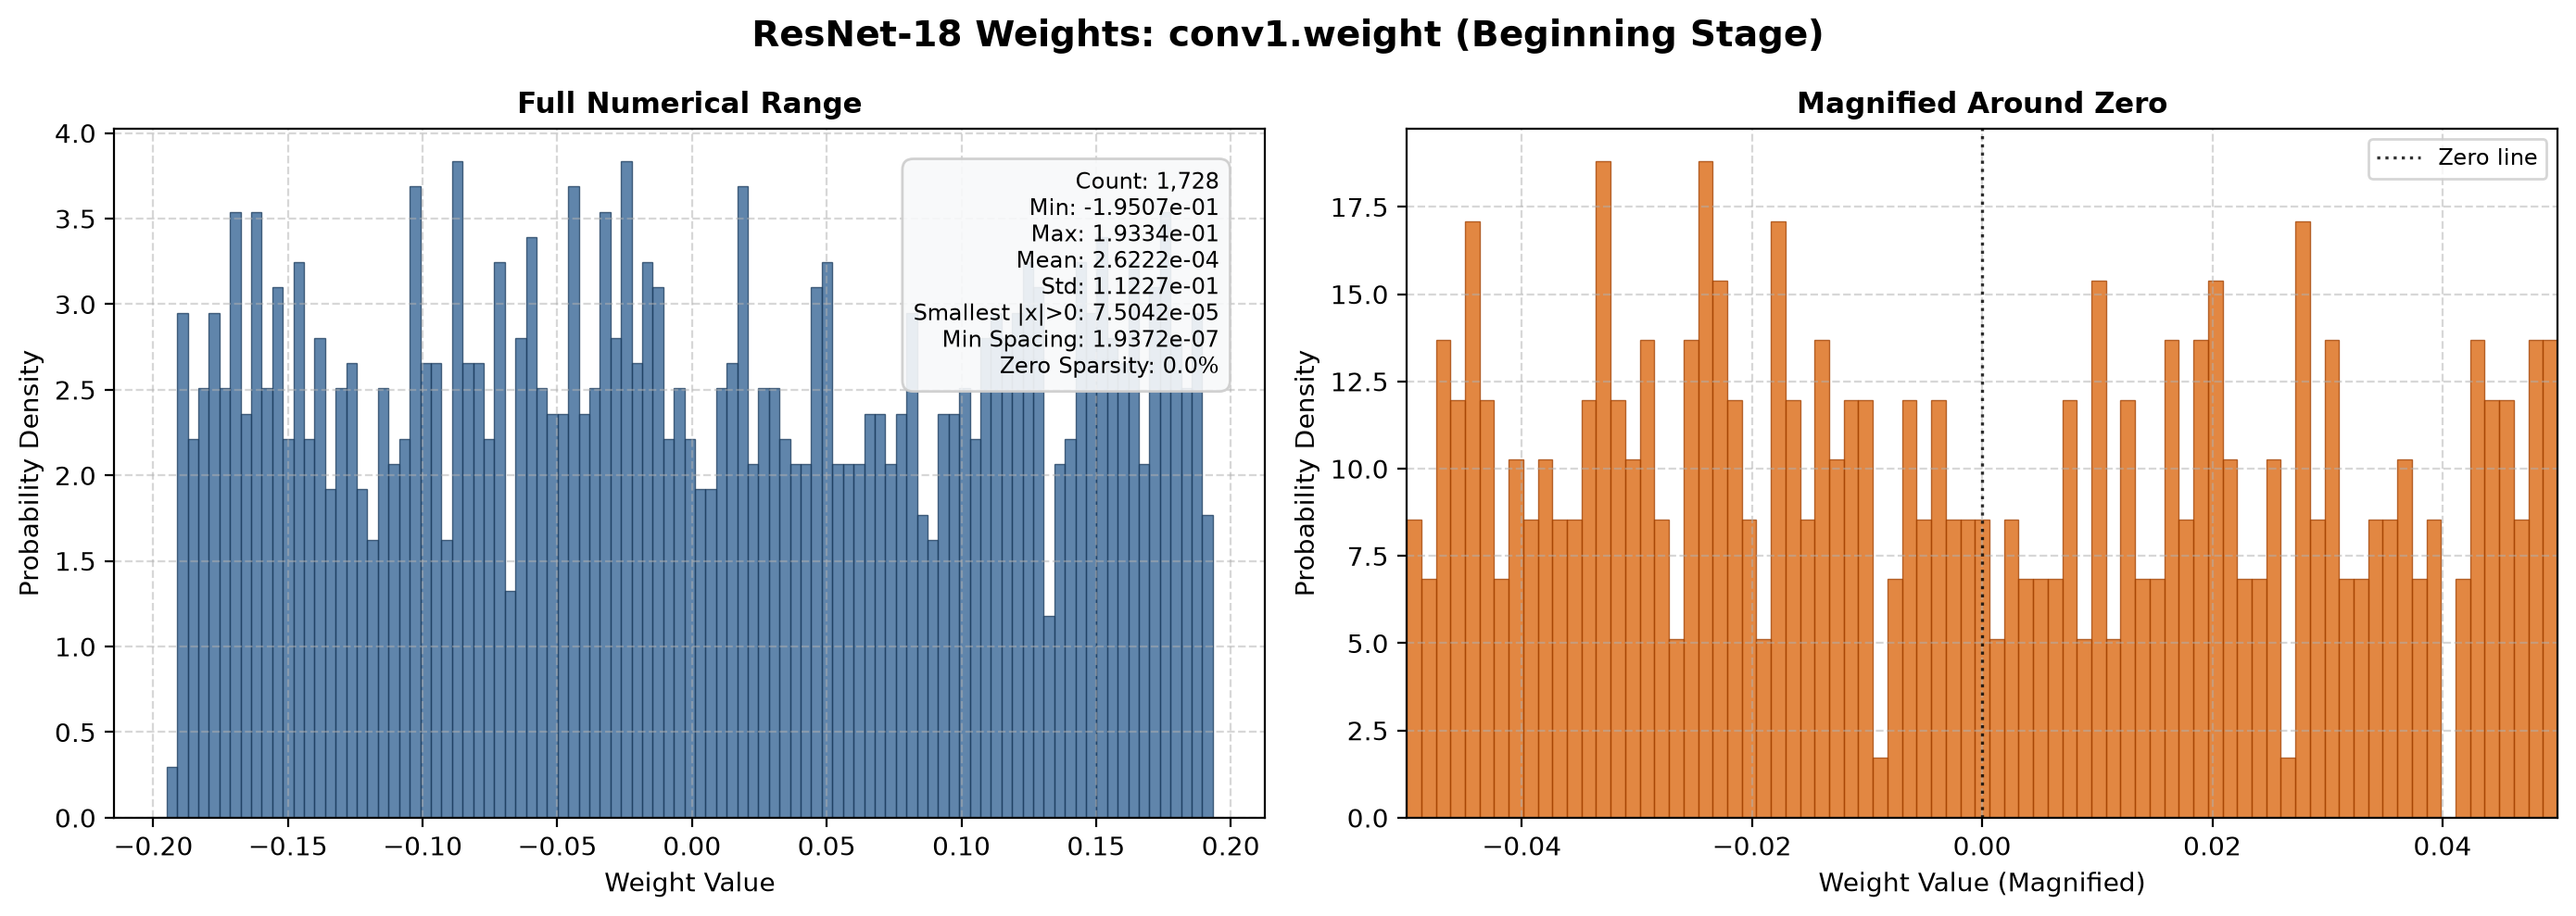 ResNet-18 Weights: conv1.weight (Beginning Stage)
Full Numerical Range
Probability Density
4.0
3.5
3.0
2.5
2.0
1.5
1.0
0.5
0.0
Count: 1,728
Min: -1.9507e-01
Max: 1.9334e-01
Mean: 2.6222e-04
Std: 1.1227e-01
Smallest |x|>0: 7.5042e-05
Min Spacing: 1.9372e-07
Zero Sparsity: 0.0%
−0.20 −0.15 −0.10 −0.05 0.00 0.05 0.10 0.15 0.20
Weight Value
Magnified Around Zero
Probability Density
17.5
15.0
12.5
10.0
7.5
5.0
2.5
0.0
Zero line
−0.04 −0.02 0.00 0.02 0.04
Weight Value (Magnified)